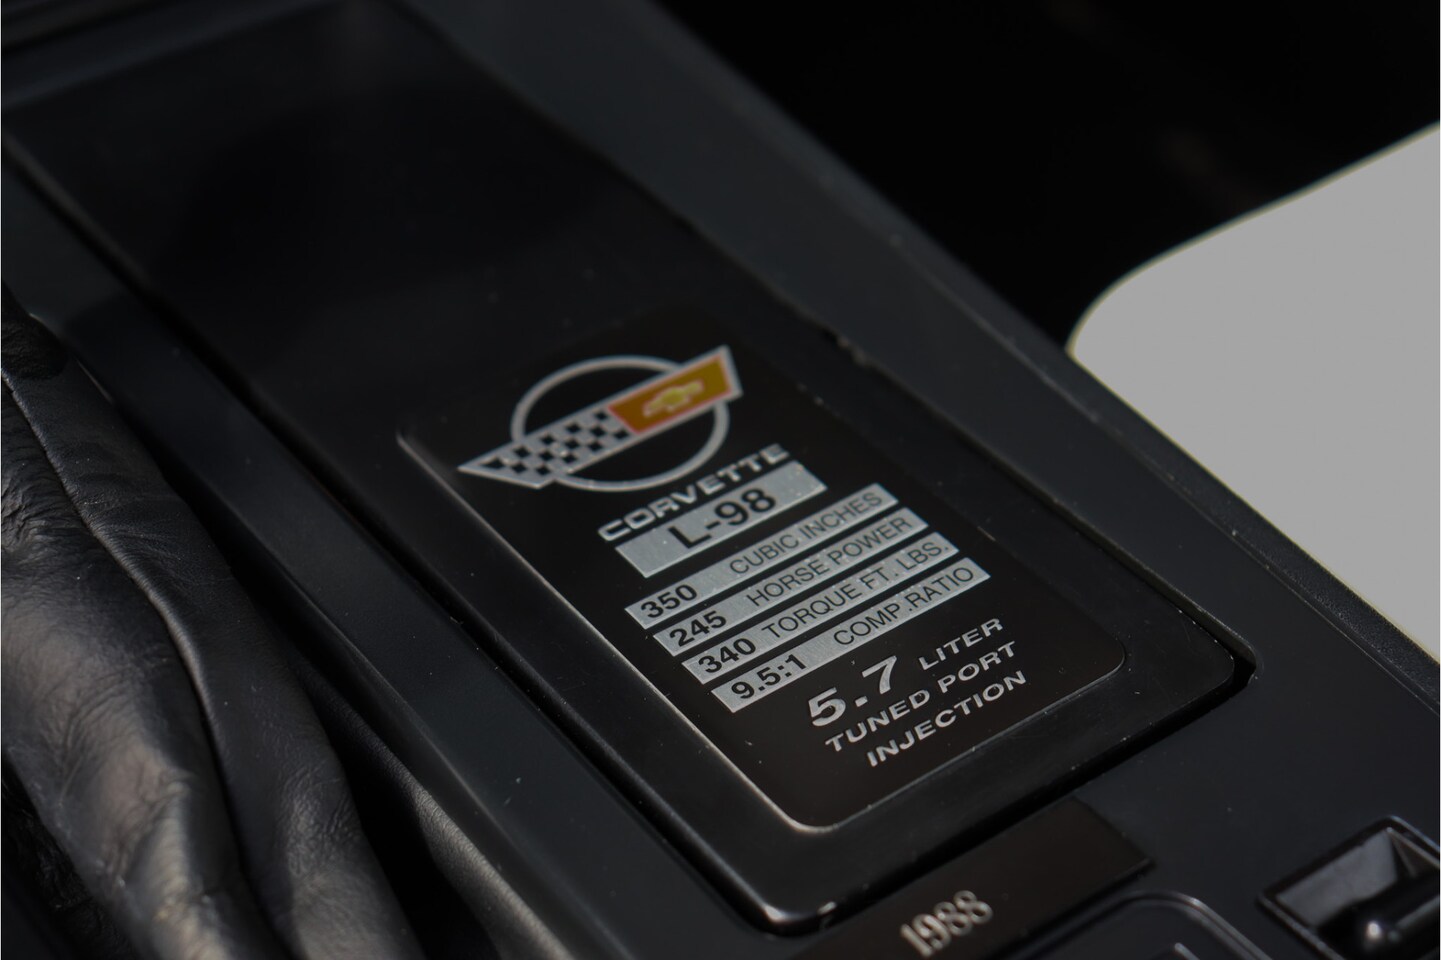 CORVETTE
L-98
350 CUBIC INCHES
245 HORSE POWER
340 TORQUE FT. LBS.
9.5:1 COMP. RATIO
5.7 LITER
TUNED PORT
INJECTION
1988